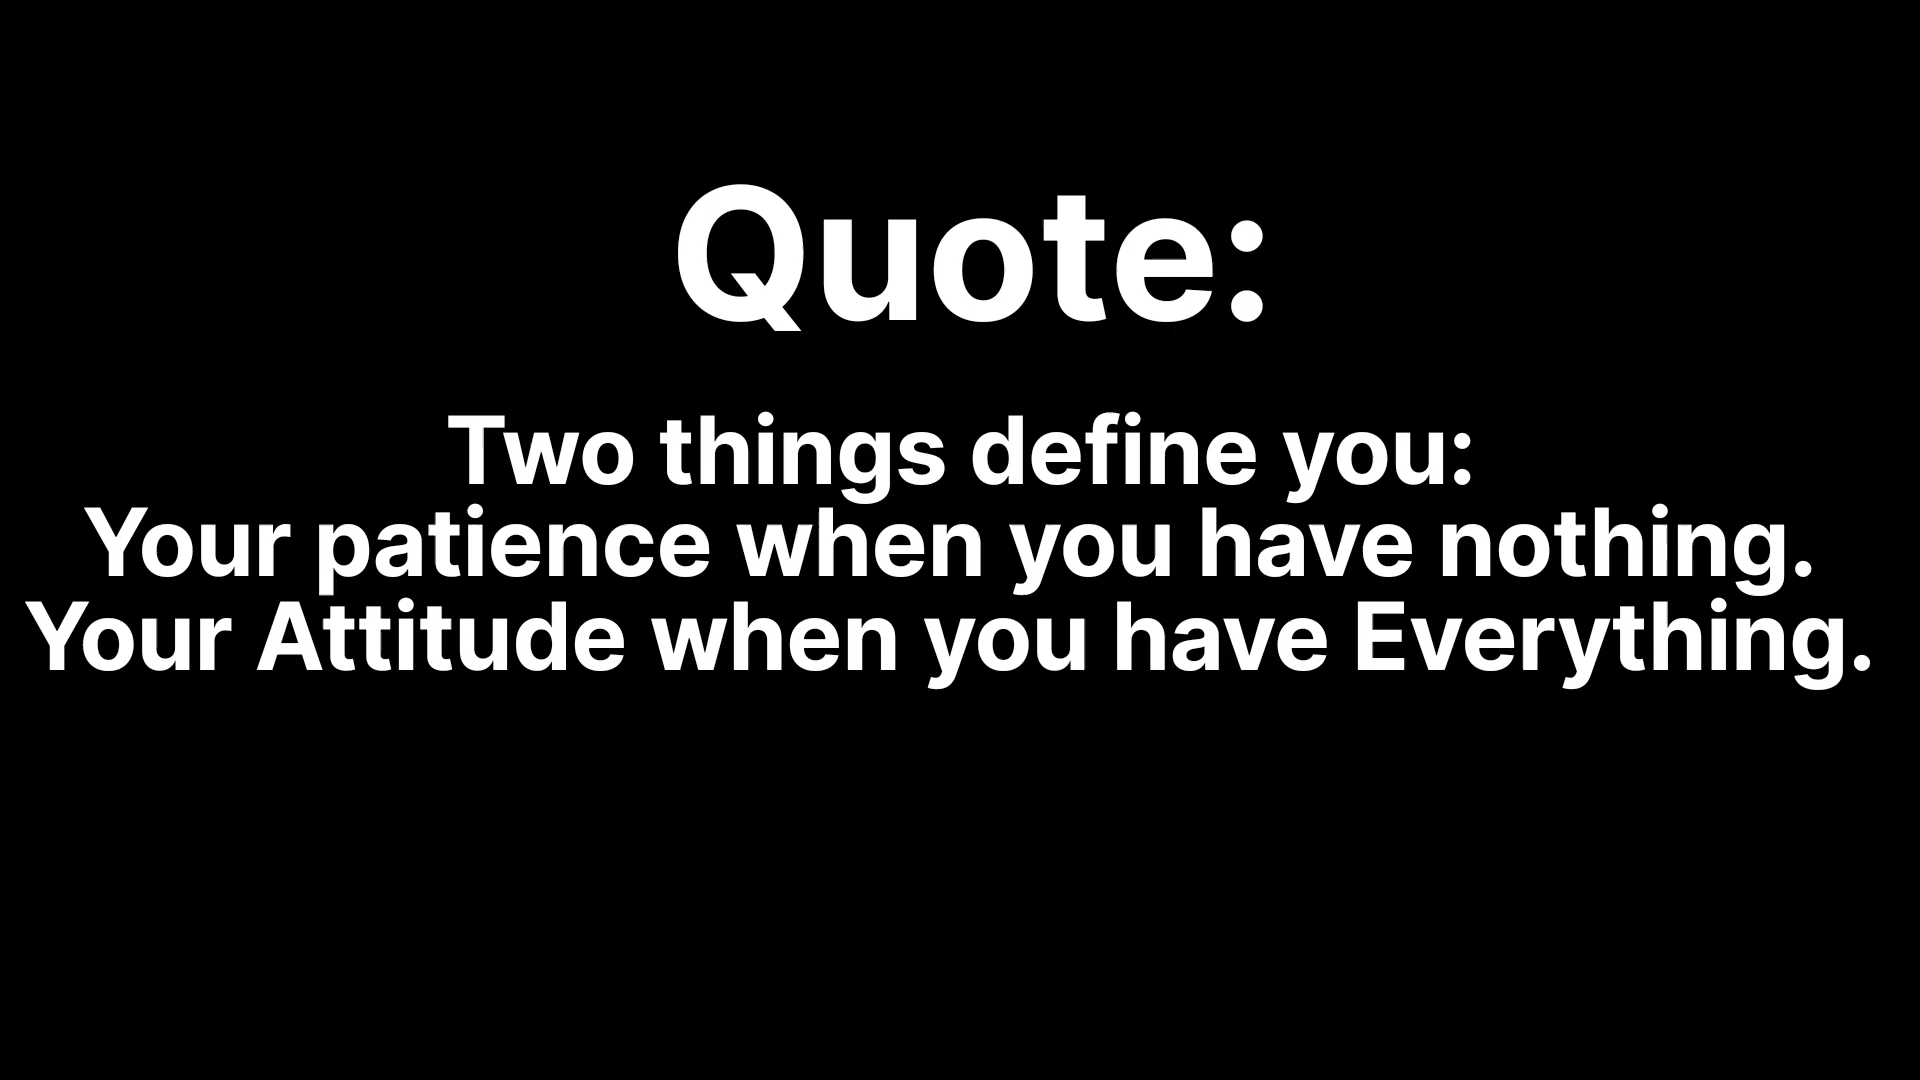 Quote:
Two things define you:
Your patience when you have nothing.
Your Attitude when you have Everything.